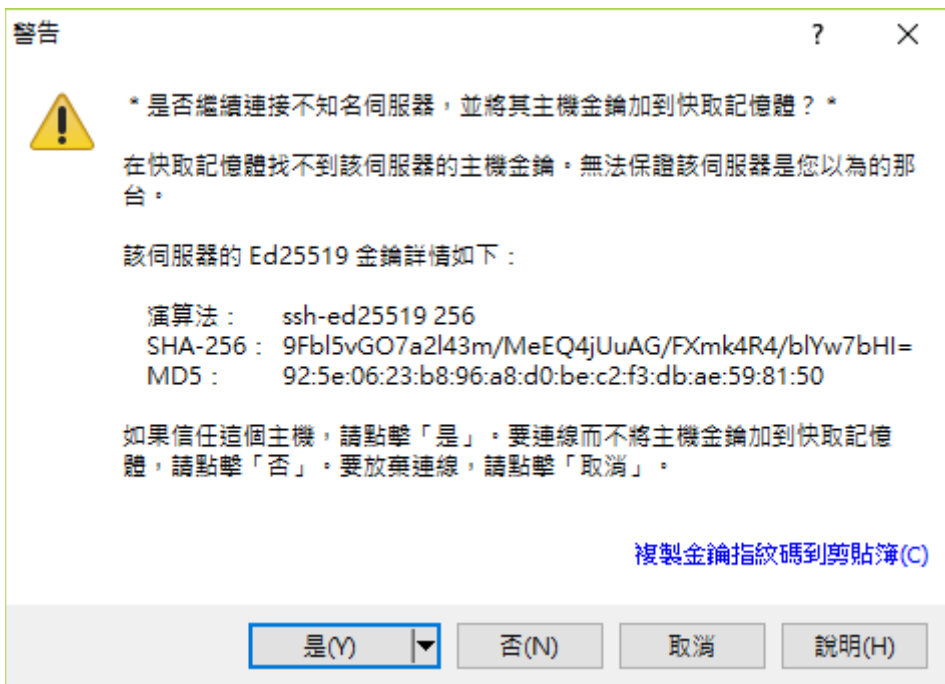 警告
* 是否繼續連接不知名伺服器，並將其主機金鑰加到快取記憶體？ *
在快取記憶體找不到該伺服器的主機金鑰。無法保證該伺服器是您以為的那
台。
該伺服器的 Ed25519 金鑰詳情如下：
演算法： ssh-ed25519 256
SHA-256： 9Fbl5vGO7a2l43m/MeEQ4jUuAG/FXmk4R4/blYw7bHI=
MD5： 92:5e:06:23:b8:96:a8:d0:be:c2:f3:db:ae:59:81:50
如果信任這個主機，請點擊「是」。要連線而不將主機金鑰加到快取記憶
體，請點擊「否」。要放棄連線，請點擊「取消」。
複製金鑰指紋碼到剪貼簿(C)
是(Y) 否(N) 取消 說明(H)